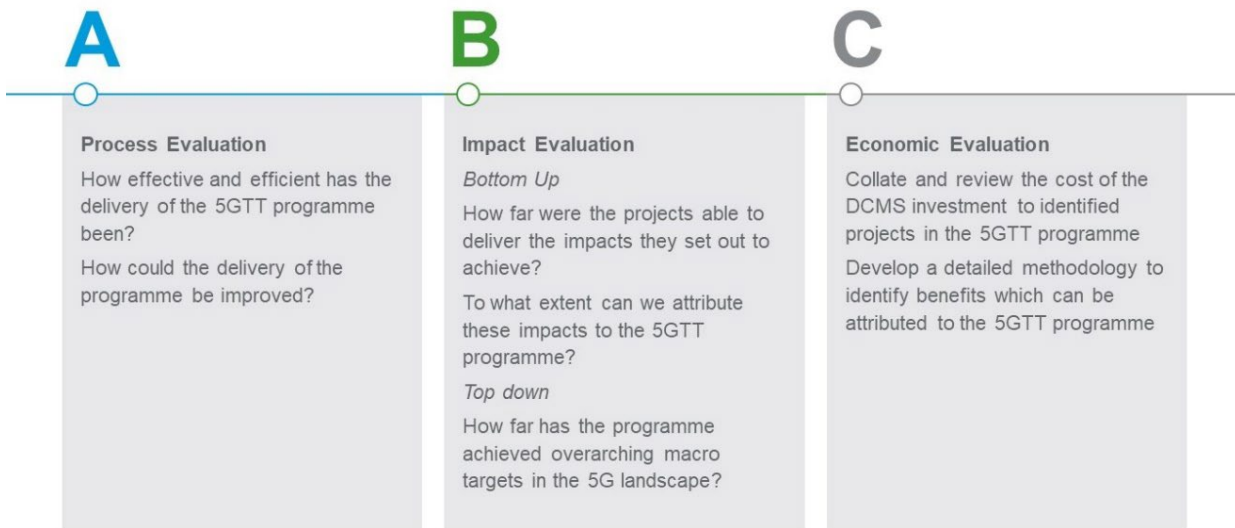 A
Process Evaluation
How effective and efficient has the
delivery of the 5GTT programme
been?
How could the delivery of the
programme be improved?
B
Impact Evaluation
Bottom Up
How far were the projects able to
deliver the impacts they set out to
achieve?
To what extent can we attribute
these impacts to the 5GTT
programme?
Top down
How far has the programme
achieved overarching macro
targets in the 5G landscape?
C
Economic Evaluation
Collate and review the cost of the
DCMS investment to identified
projects in the 5GTT programme
Develop a detailed methodology to
identify benefits which can be
attributed to the 5GTT programme